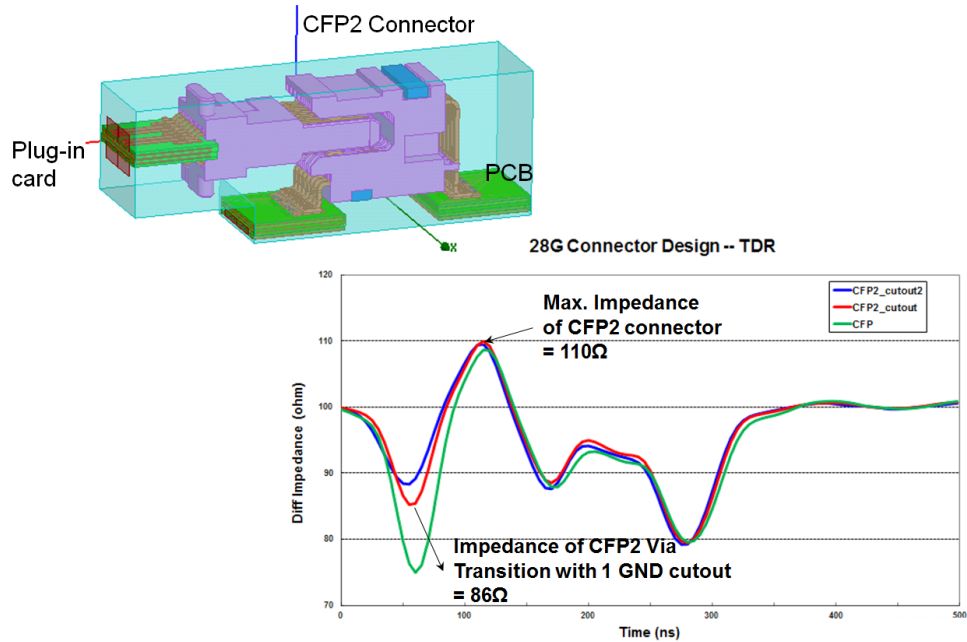 CFP2 Connector
Plug-in
card
PCB
x
28G Connector Design -- TDR
120
110
100
90
80
70
Diff Impedance (ohm)
CFP2_cutout2
CFP2_cutout
CFP
Max. Impedance
of CFP2 connector
= 110Ω
Impedance of CFP2 Via
Transition with 1 GND cutout
= 86Ω
0
100
200
300
400
500
Time (ns)